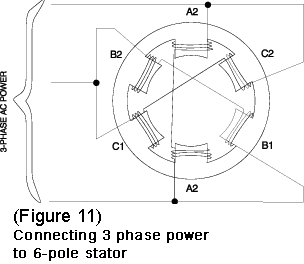 A2
B2
C2
3-PHASE AC POWER
C1
B1
A2
(Figure 11)
Connecting 3 phase power
to 6-pole stator